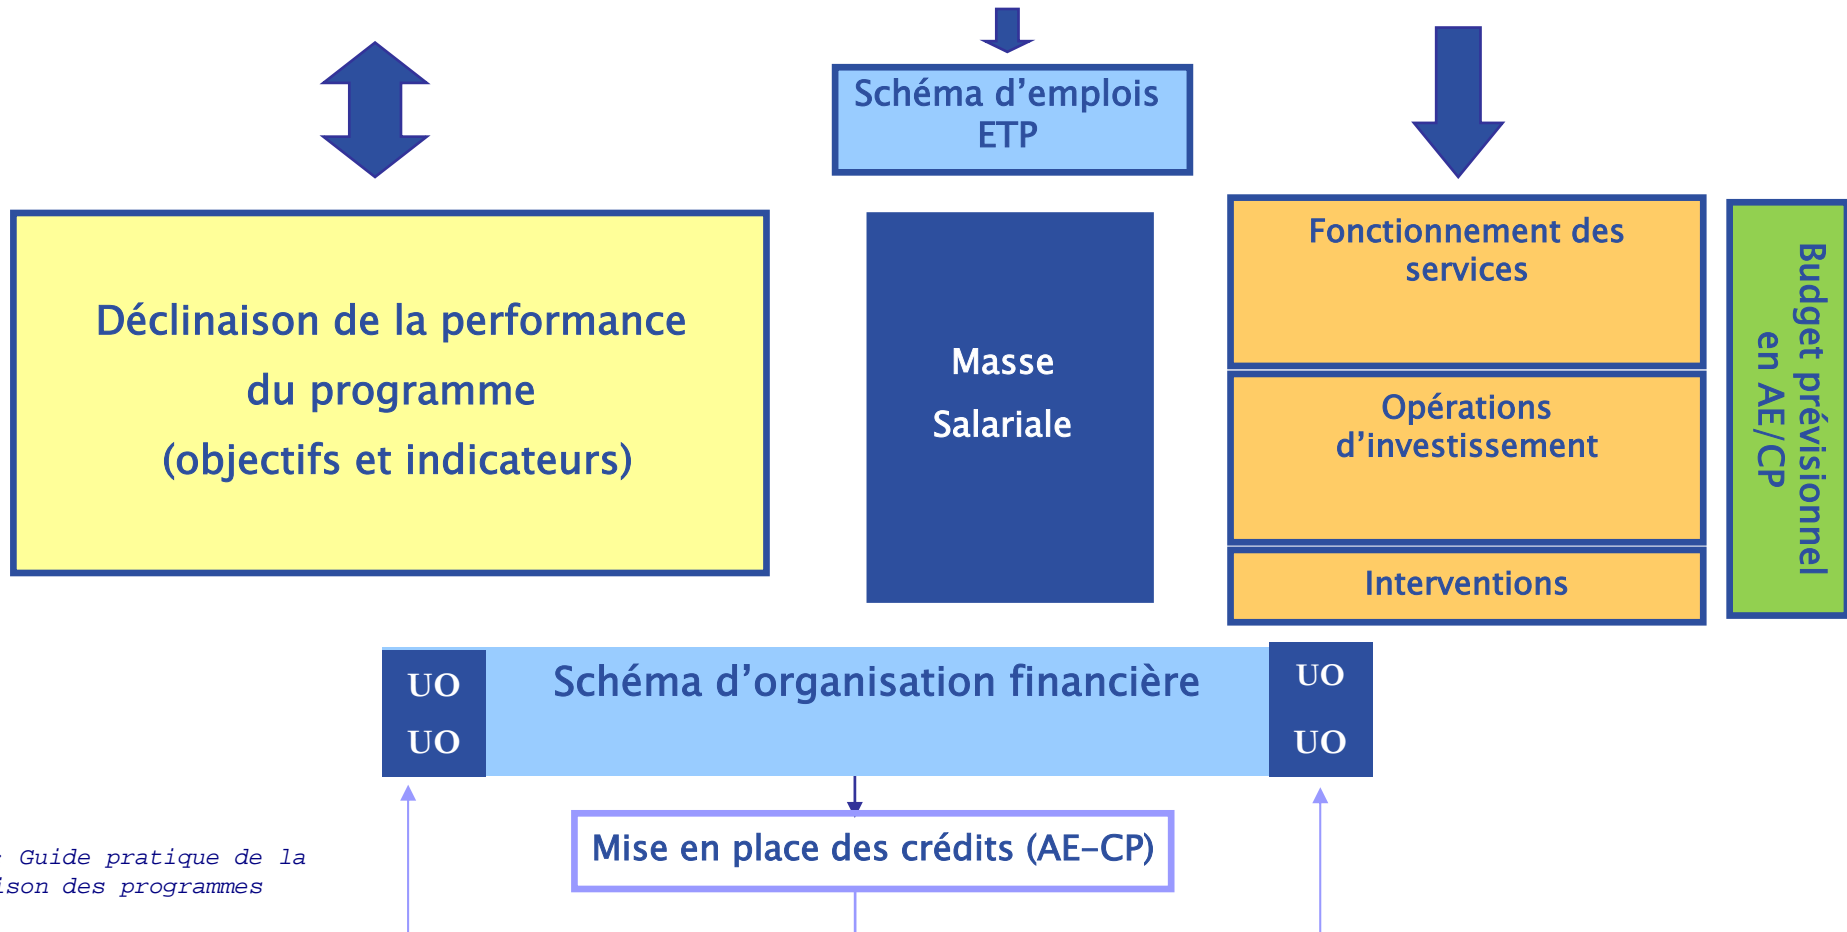 Schéma d’emplois
ETP
Déclinaison de la performance
du programme
(objectifs et indicateurs)
Masse
Salariale
Fonctionnement des
services
Opérations
d’investissement
Interventions
Budget prévisionnel
en AE/CP
UO
UO
Schéma d’organisation financière
UO
UO
Mise en place des crédits (AE-CP)
: Guide pratique de la
ison des programmes